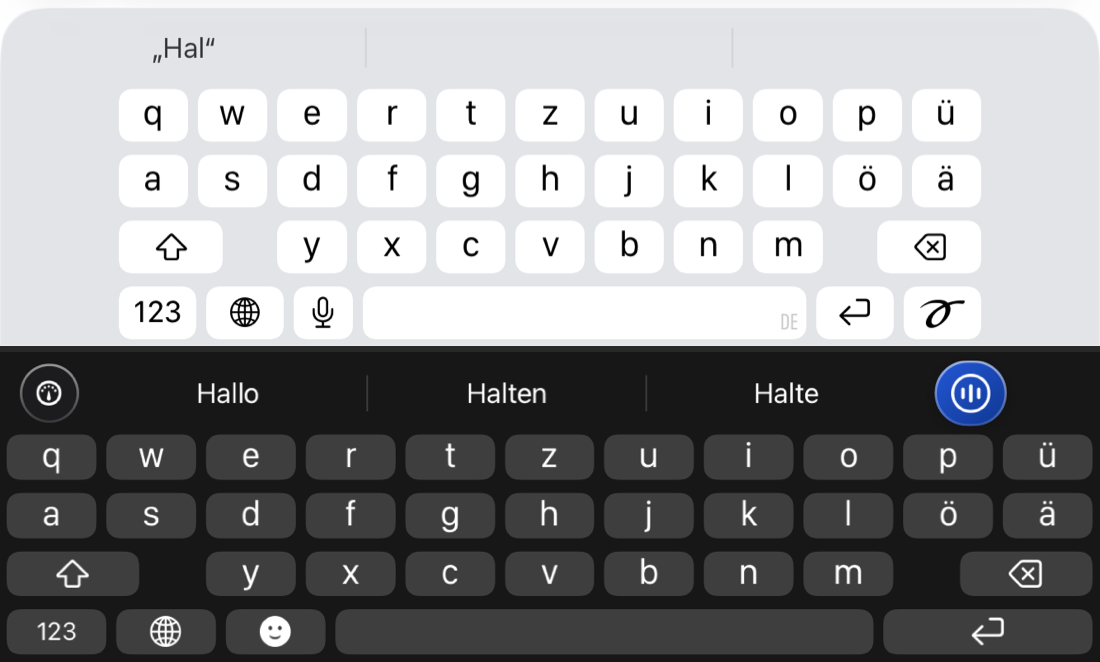 „Hal“
q w e r t z u i o p ü
a s d f g h j k l ö ä
y x c v b n m
123 DE
Hallo Halten Halte
q w e r t z u i o p ü
a s d f g h j k l ö ä
y x c v b n m
123